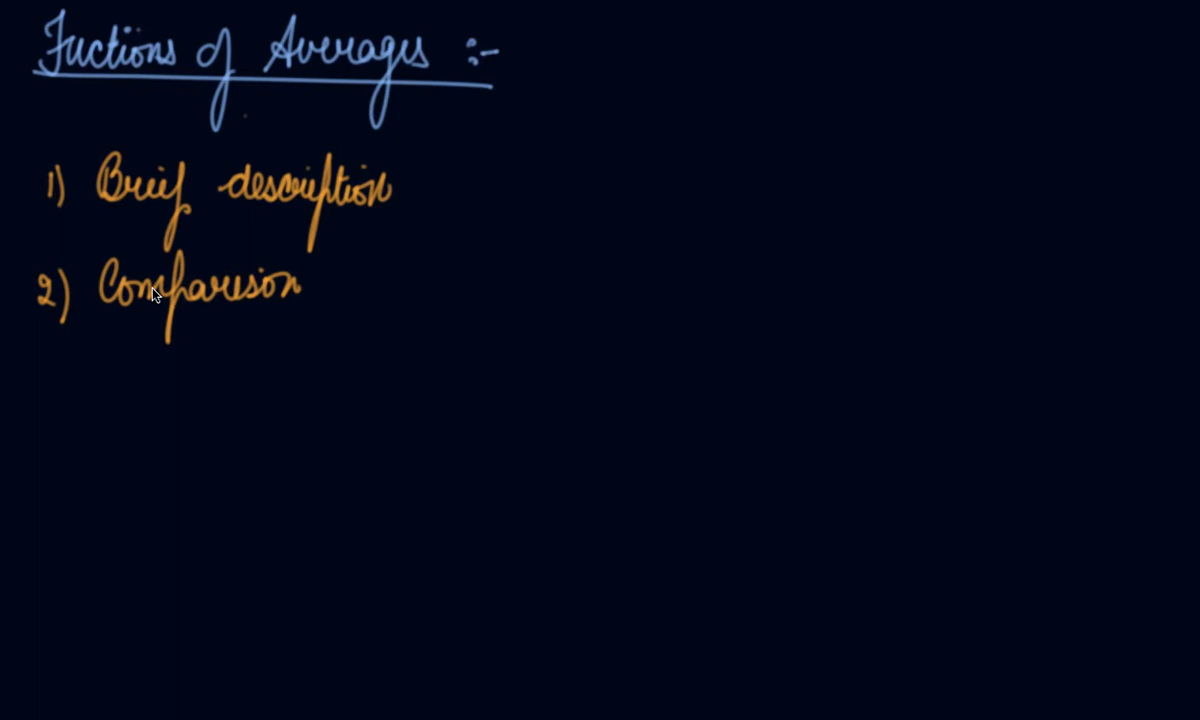 Fuctions of Averages :-
1) Brief description
2) Comparison